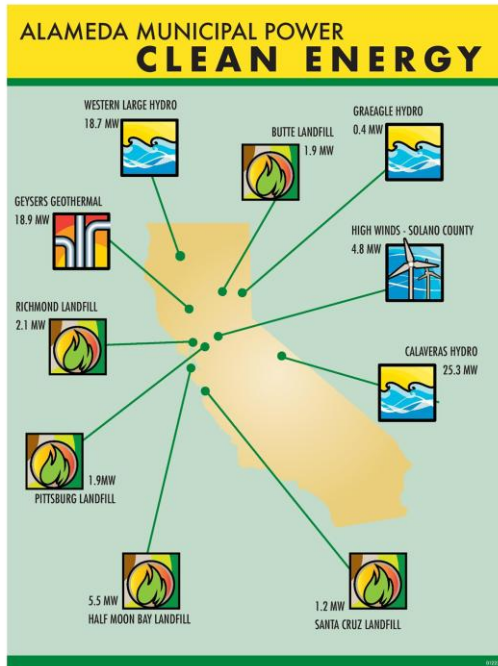 ALAMEDA MUNICIPAL POWER
CLEAN ENERGY
WESTERN LARGE HYDRO
18.7 MW
GRAEAGLE HYDRO
0.4 MW
BUTTE LANDFILL
1.9 MW
GEYSERS GEOTHERMAL
18.9 MW
HIGH WINDS - SOLANO COUNTY
4.8 MW
RICHMOND LANDFILL
2.1 MW
CALAVERAS HYDRO
25.3 MW
1.9MW
PITTSBURG LANDFILL
5.5 MW
HALF MOON BAY LANDFILL
1.2 MW
SANTA CRUZ LANDFILL